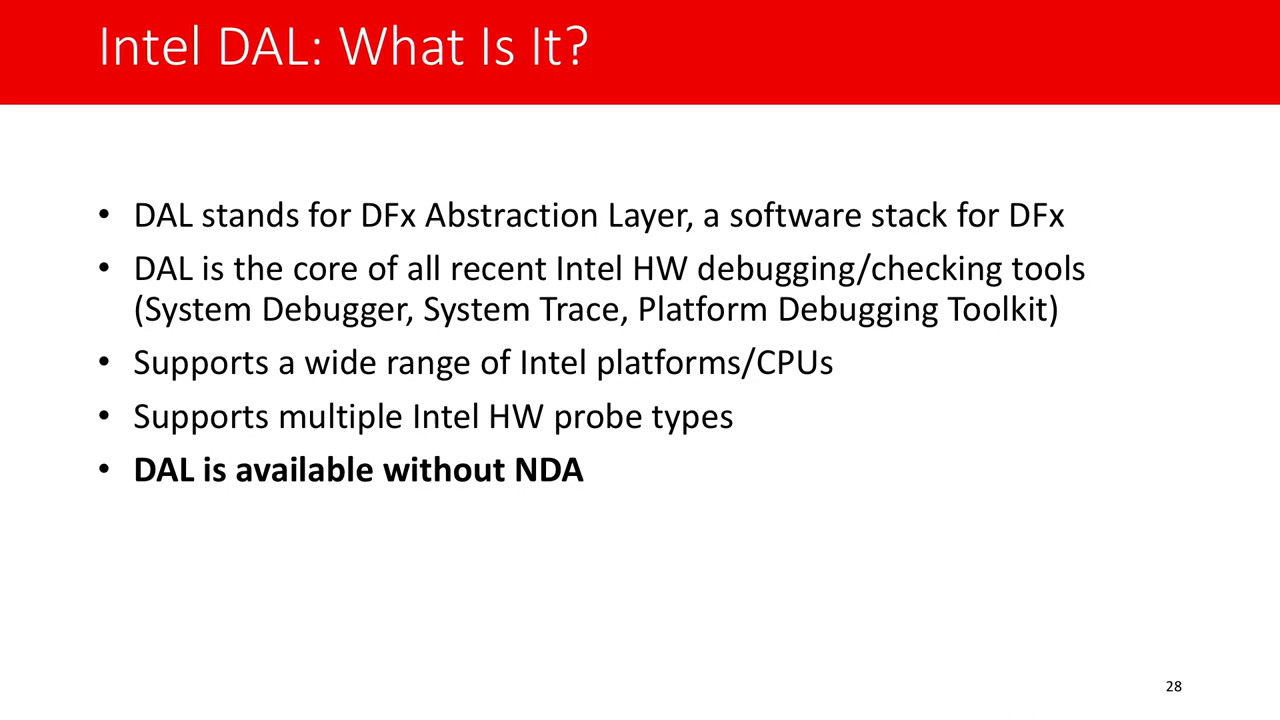 Intel DAL: What Is It?
• DAL stands for DFx Abstraction Layer, a software stack for DFx
• DAL is the core of all recent Intel HW debugging/checking tools
(System Debugger, System Trace, Platform Debugging Toolkit)
• Supports a wide range of Intel platforms/CPUs
• Supports multiple Intel HW probe types
• DAL is available without NDA
28